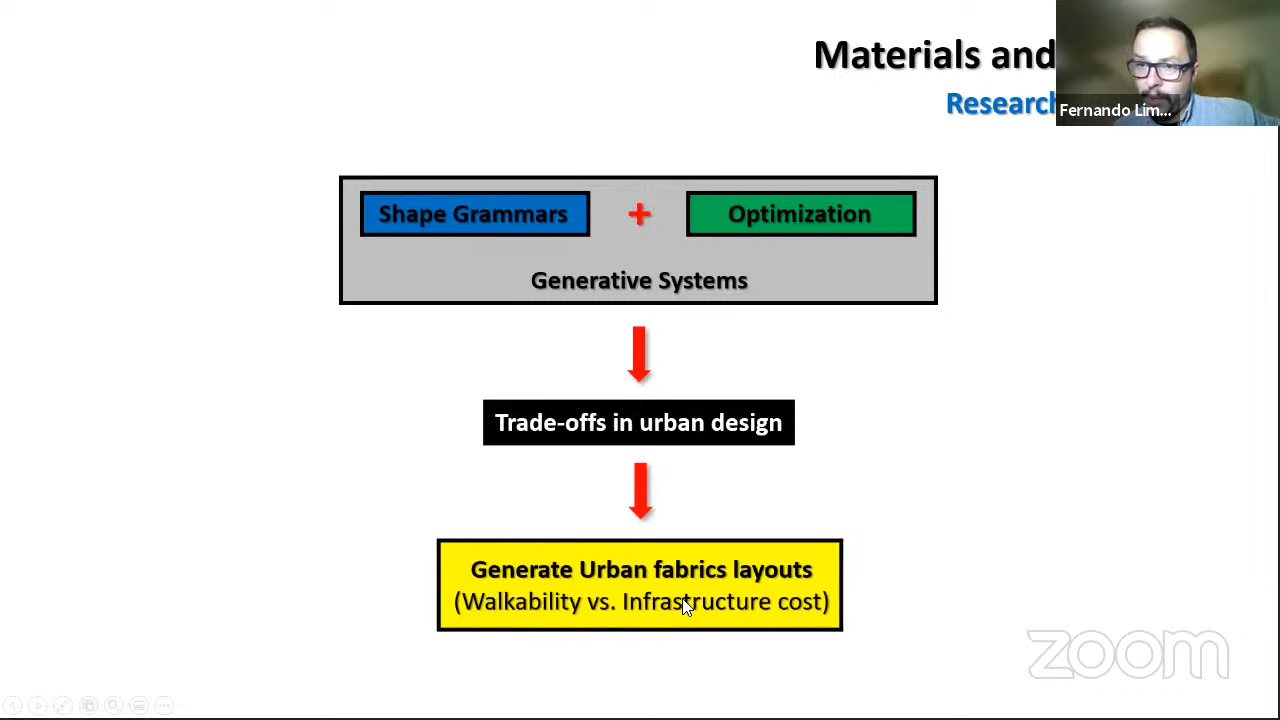 Materials and
Research
Fernando Lim...
Shape Grammars + Optimization
Generative Systems
Trade-offs in urban design
Generate Urban fabrics layouts
(Walkability vs. Infrastructure cost)
zoom